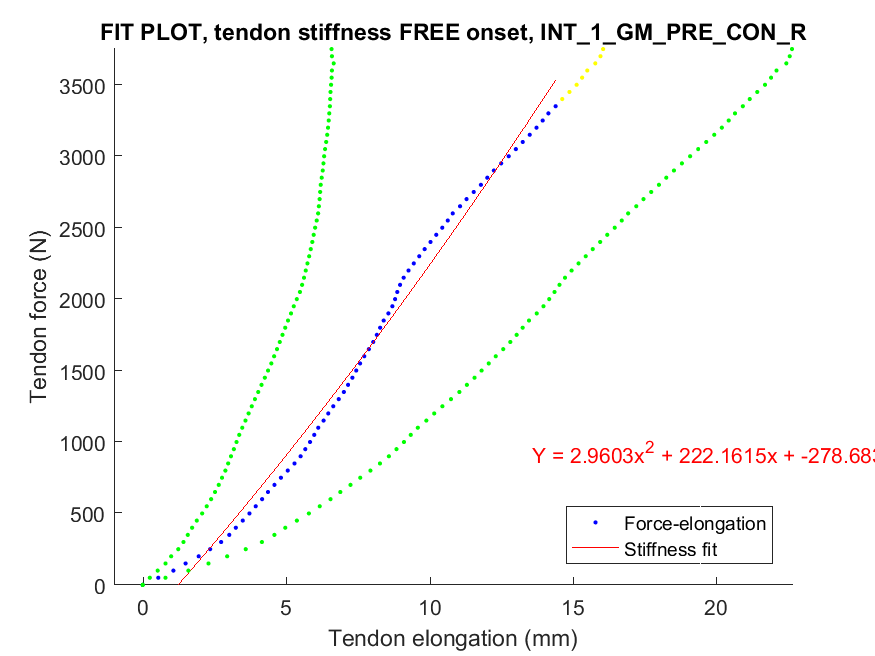 FIT PLOT, tendon stiffness FREE onset, INT_1_GM_PRE_CON_R
Tendon force (N)
3500
3000
2500
2000
1500
1000
500
0
0 5 10 15 20
Tendon elongation (mm)
Y = 2.9603x² + 222.1615x + -278.683
Force-elongation
Stiffness fit